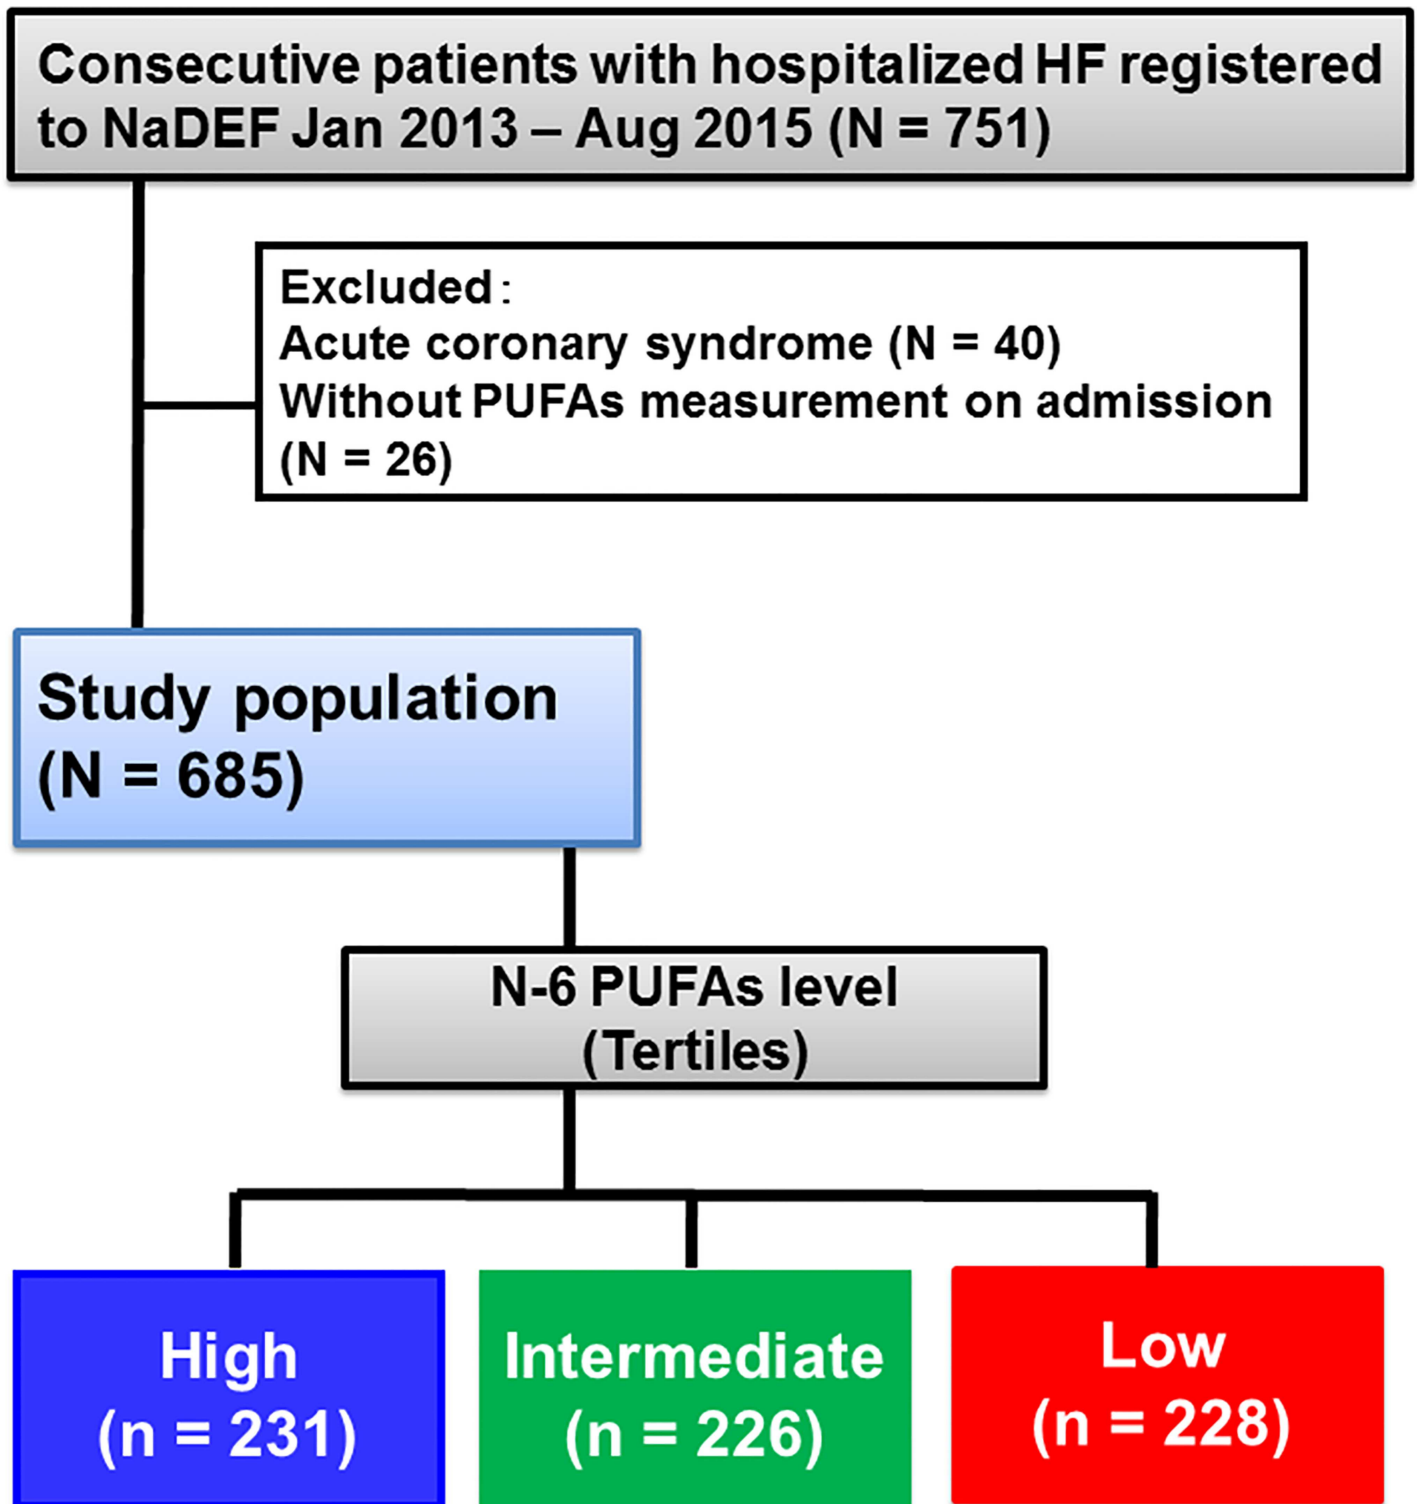 Consecutive patients with hospitalized HF registered
to NaDEF Jan 2013 – Aug 2015 (N = 751)
Excluded :
Acute coronary syndrome (N = 40)
Without PUFAs measurement on admission
(N = 26)
Study population
(N = 685)
N-6 PUFAs level
(Tertiles)
High
(n = 231)
Intermediate
(n = 226)
Low
(n = 228)